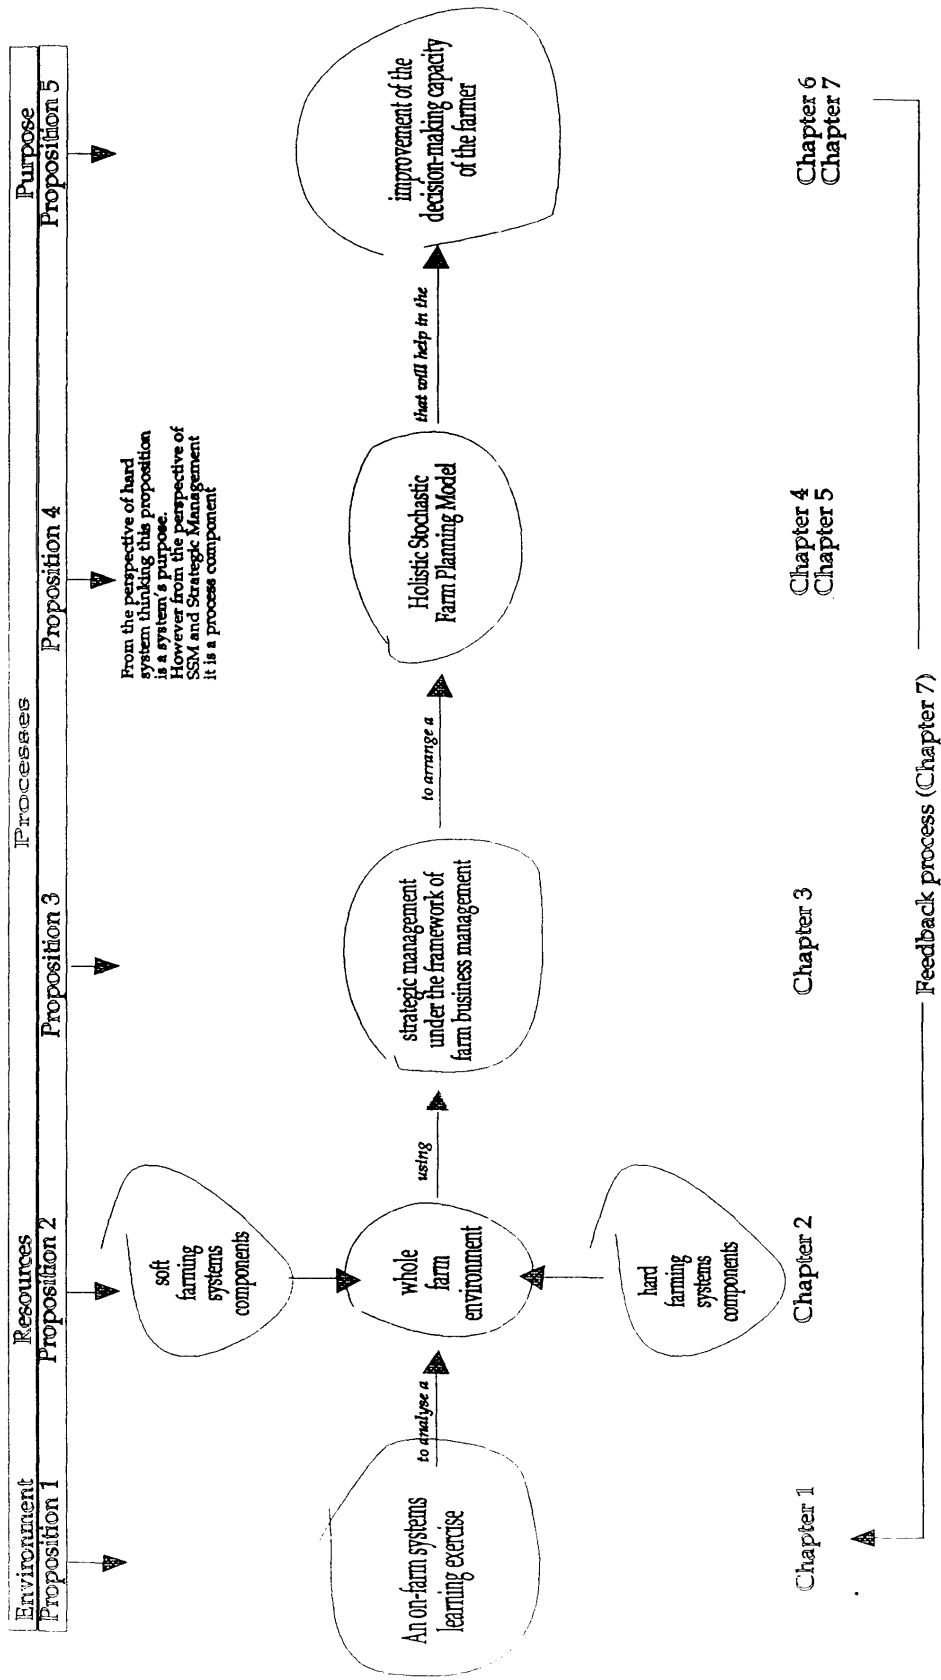 Environment
Resources
Processes
Purpose
Proposition 1
Proposition 2
Proposition 3
Proposition 4
Proposition 5
From the perspective of hard
system thinking this proposition
is a system's purpose.
However from the perspective of
SSM and Strategic Management
it is a process component
An on-farm systems
learning exercise
to analyse a
soft
farming
systems
components
whole
farm
environment
hard
farming
systems
components
using
strategic management
under the framework of
farm business management
to arrange a
Holistic Stochastic
Farm Planning Model
that will help in the
improvement of the
decision-making capacity
of the farmer
Chapter 1
Chapter 2
Chapter 3
Chapter 4
Chapter 5
Chapter 6
Chapter 7
Feedback process (Chapter 7)